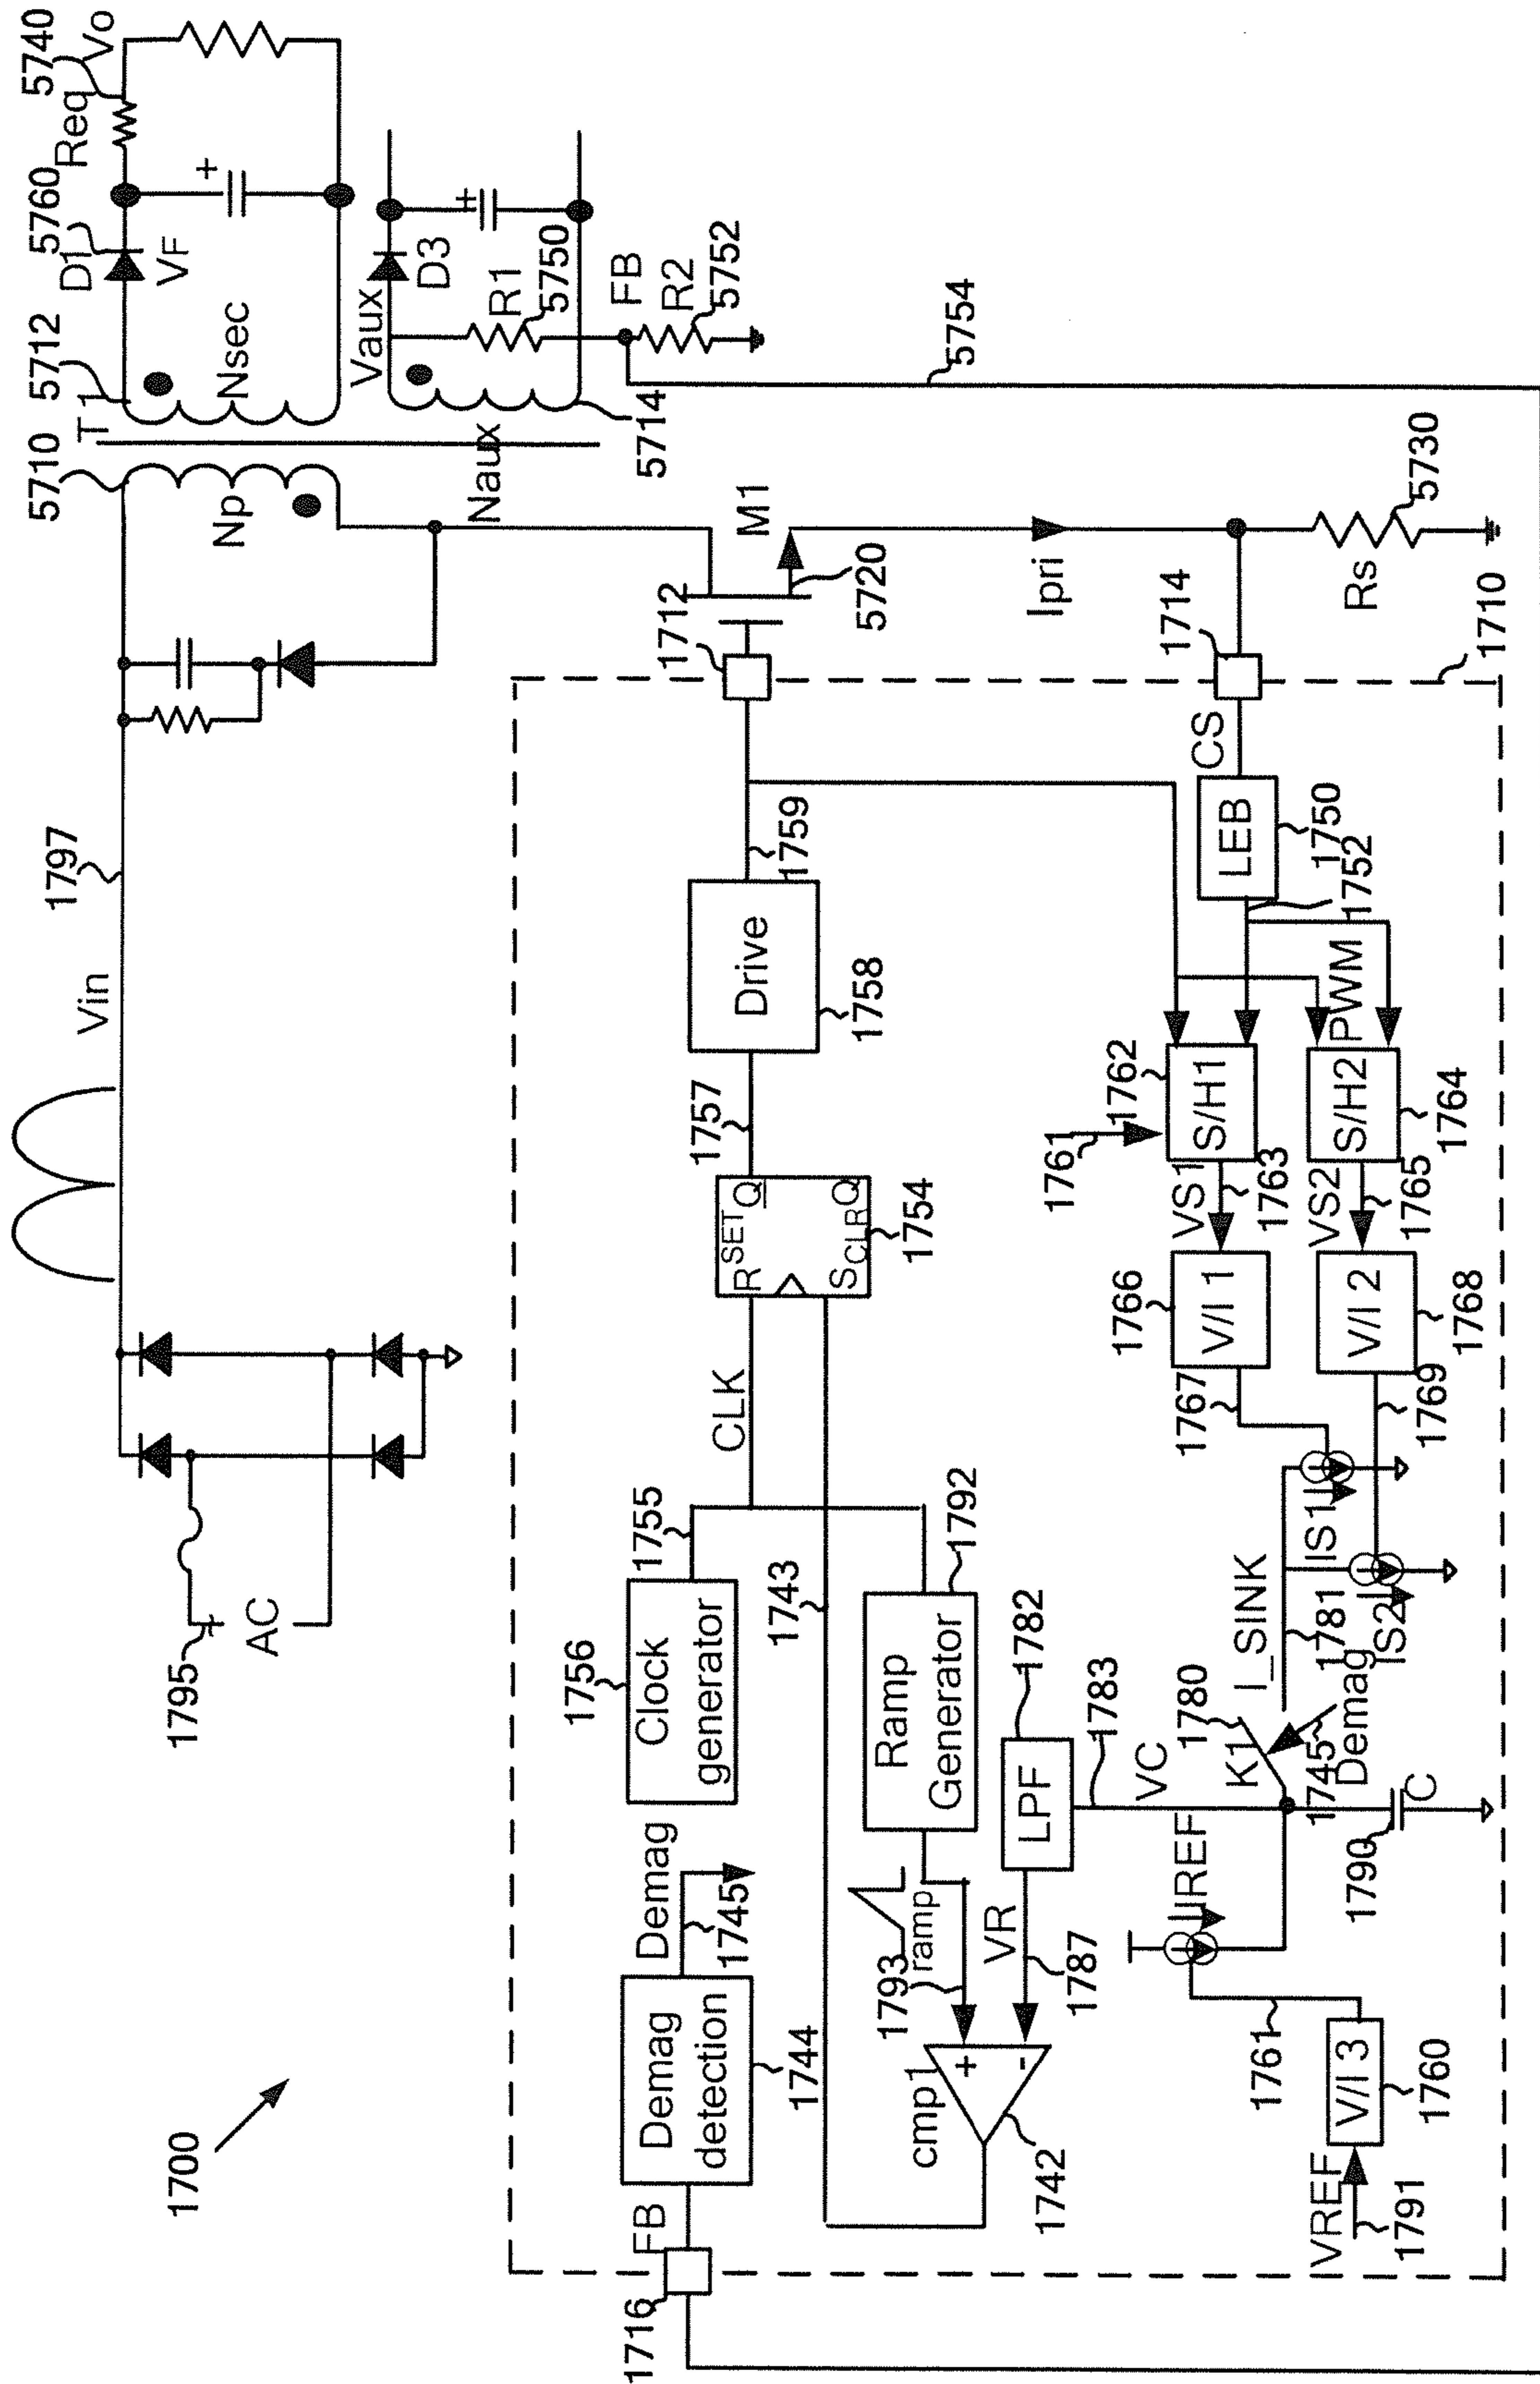 1700
1795
AC
Vin
1797
5710
T1
5712
Np
Nsec
D1
5760
VF
Req
5740
Vo
Naux
Vaux
5714
D3
R1
5750
FB
R2
5752
5754
M1
5720
Ipri
5730
Rs
1710
1716
FB
Demag
detection
1744
Demag
1745
1756
Clock
generator
1755
CLK
1743
R
SET
Q
S
CLR
Q
1754
1757
Drive
1758
1759
1712
1714
CS
LEB
1750
1752
PWM
1762
1761
S/H1
VS1
1763
S/H2
1764
VS2
1765
1766
V/I 1
1767
V/I 2
1768
1769
IS1
IS2
I_SINK
1781
1780
K1
1745
Demag
Ramp
Generator
1792
ramp
1793
cmp1
+
-
1742
VR
1787
LPF
1782
1783
VC
C
1790
IREF
1761
V/I 3
1760
VREF
1791